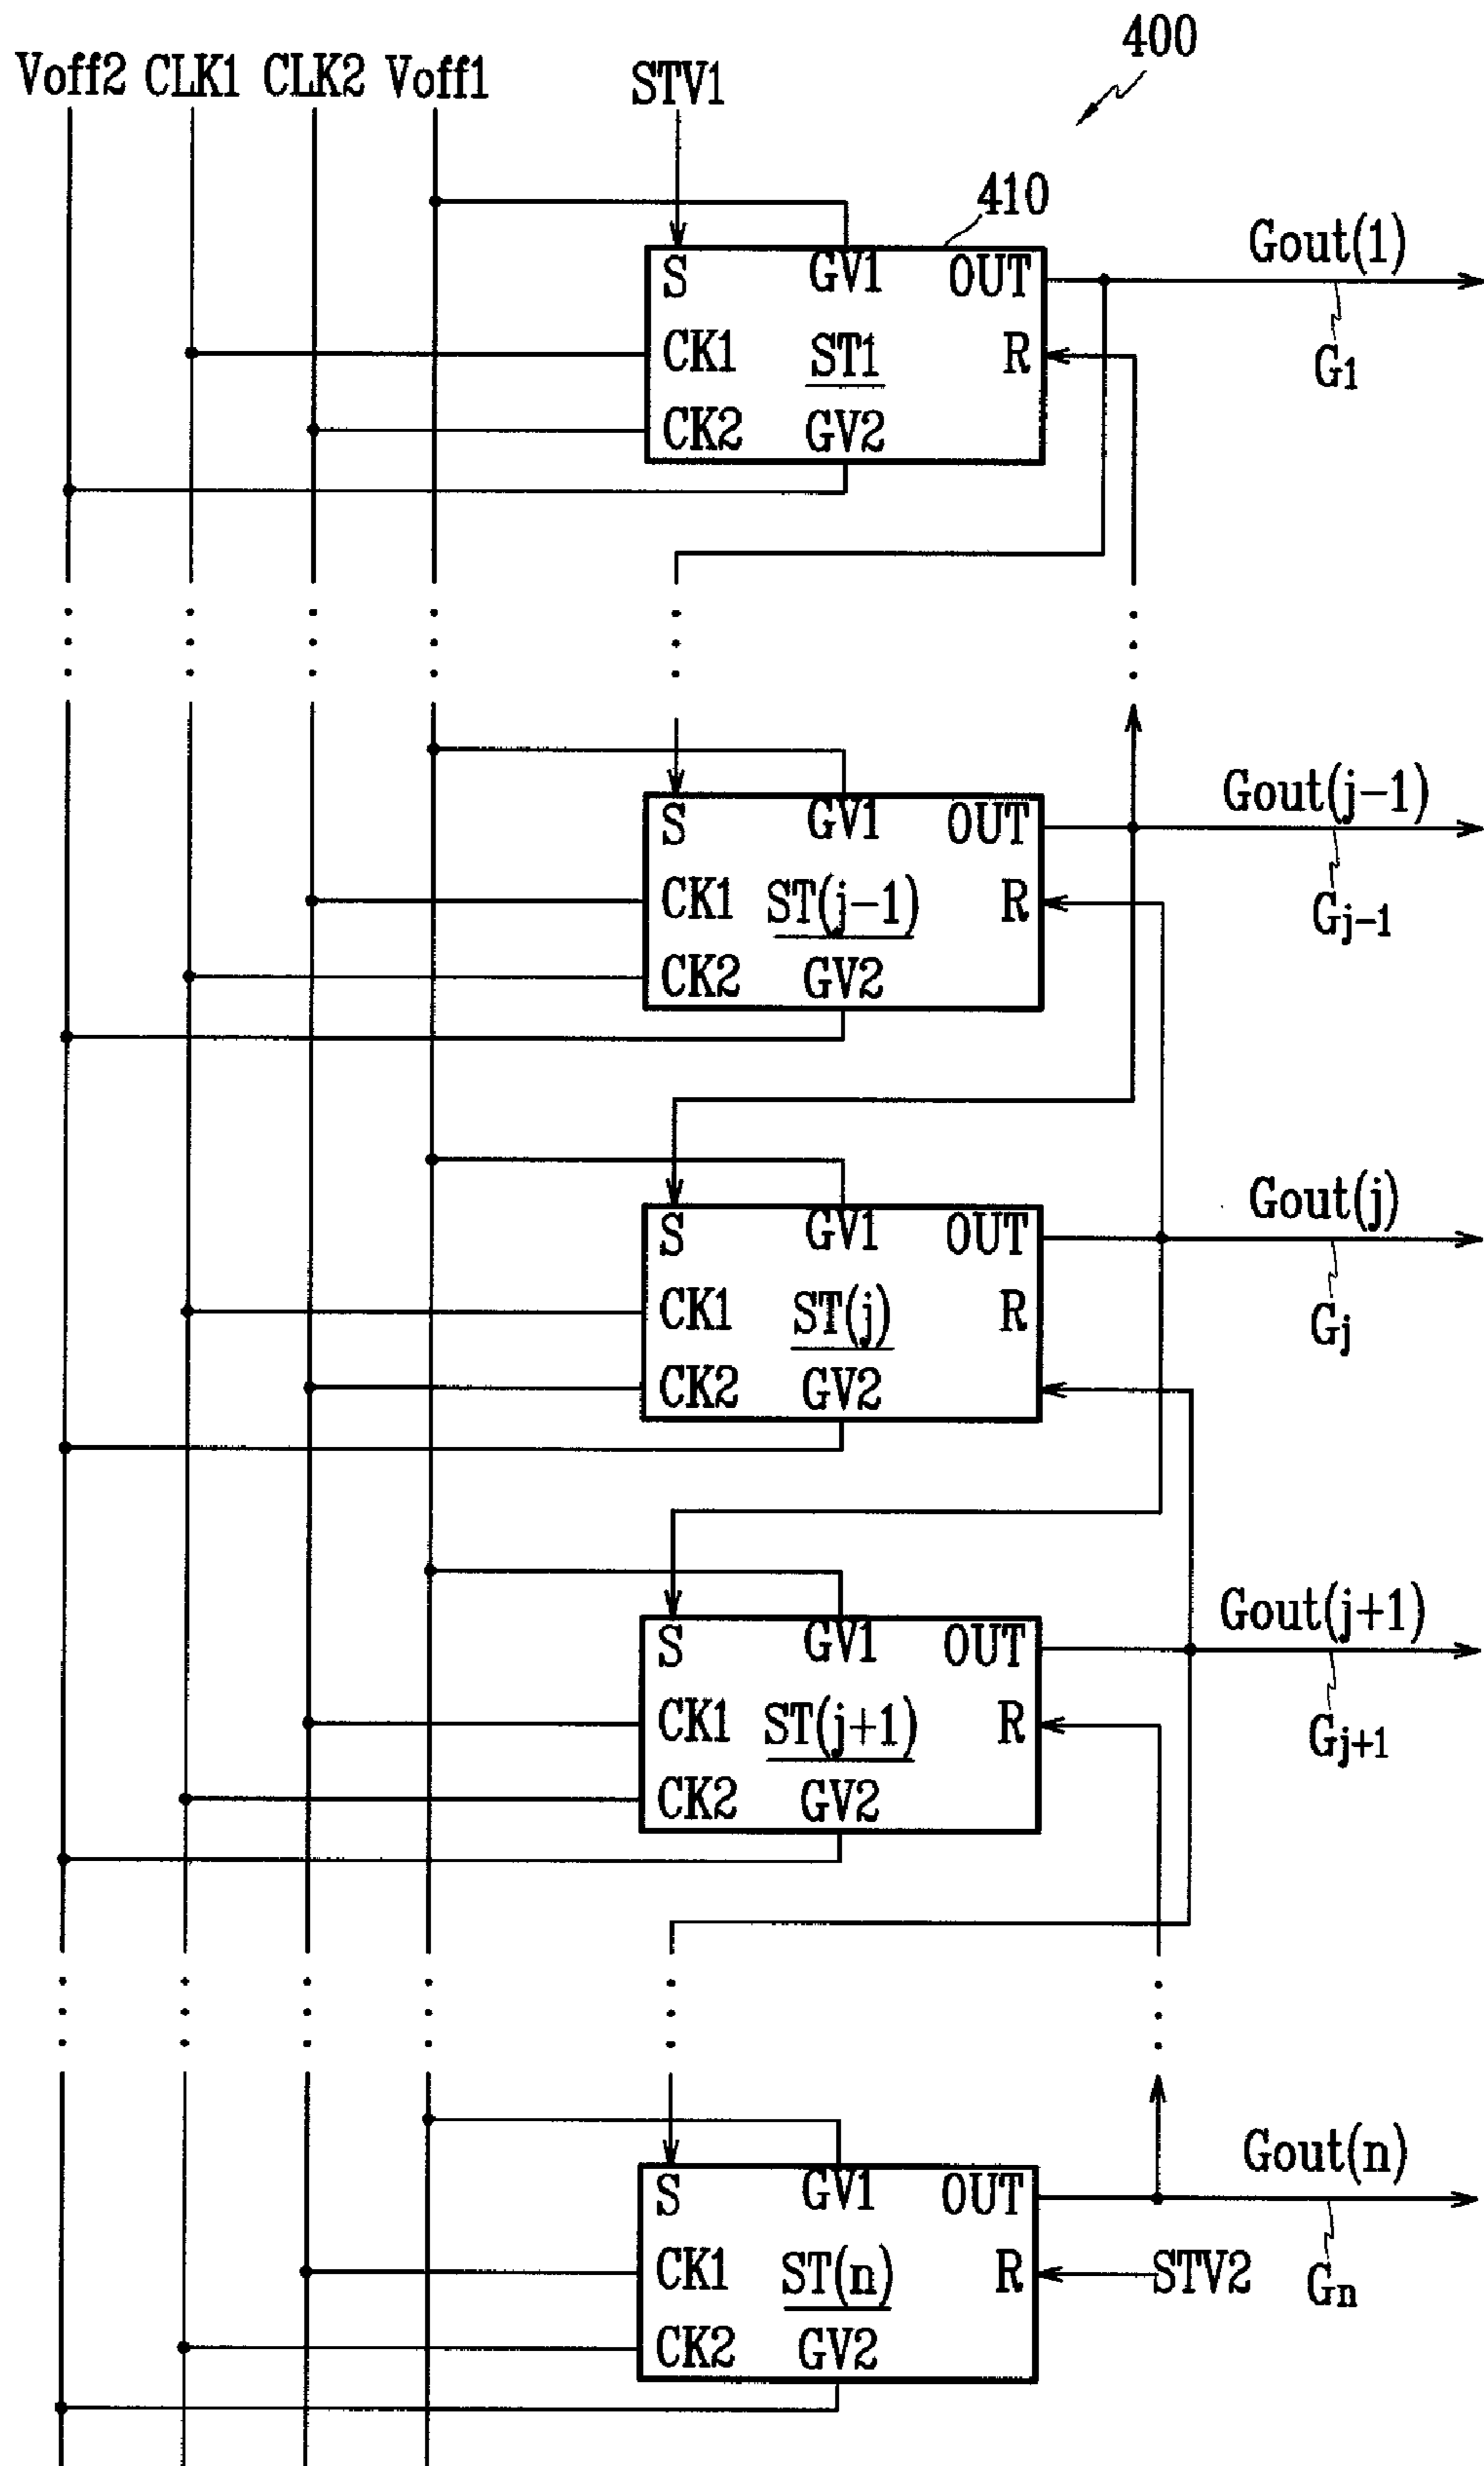 400
Voff2 CLK1 CLK2 Voff1 STV1
410
S GV1 OUT Gout(1)
CK1 ST1 R G1
CK2 GV2
S GV1 OUT Gout(j-1)
CK1 ST(j-1) R Gj-1
CK2 GV2
S GV1 OUT Gout(j)
CK1 ST(j) R Gj
CK2 GV2
S GV1 OUT Gout(j+1)
CK1 ST(j+1) R Gj+1
CK2 GV2
S GV1 OUT Gout(n)
CK1 ST(n) R STV2 Gn
CK2 GV2